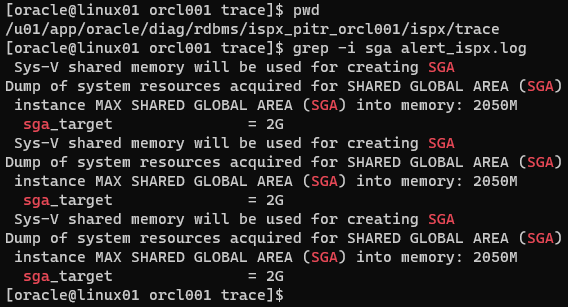 [oracle@linux01 orcl001 trace]$ pwd
/u01/app/oracle/diag/rdbms/ispx_pitr_orcl001/ispx/trace
[oracle@linux01 orcl001 trace]$ grep -i sga alert_ispx.log
 Sys-V shared memory will be used for creating SGA
Dump of system resources acquired for SHARED GLOBAL AREA (SGA)
 instance MAX SHARED GLOBAL AREA (SGA) into memory: 2050M
  sga_target               = 2G
 Sys-V shared memory will be used for creating SGA
Dump of system resources acquired for SHARED GLOBAL AREA (SGA)
 instance MAX SHARED GLOBAL AREA (SGA) into memory: 2050M
  sga_target               = 2G
 Sys-V shared memory will be used for creating SGA
Dump of system resources acquired for SHARED GLOBAL AREA (SGA)
 instance MAX SHARED GLOBAL AREA (SGA) into memory: 2050M
  sga_target               = 2G
[oracle@linux01 orcl001 trace]$